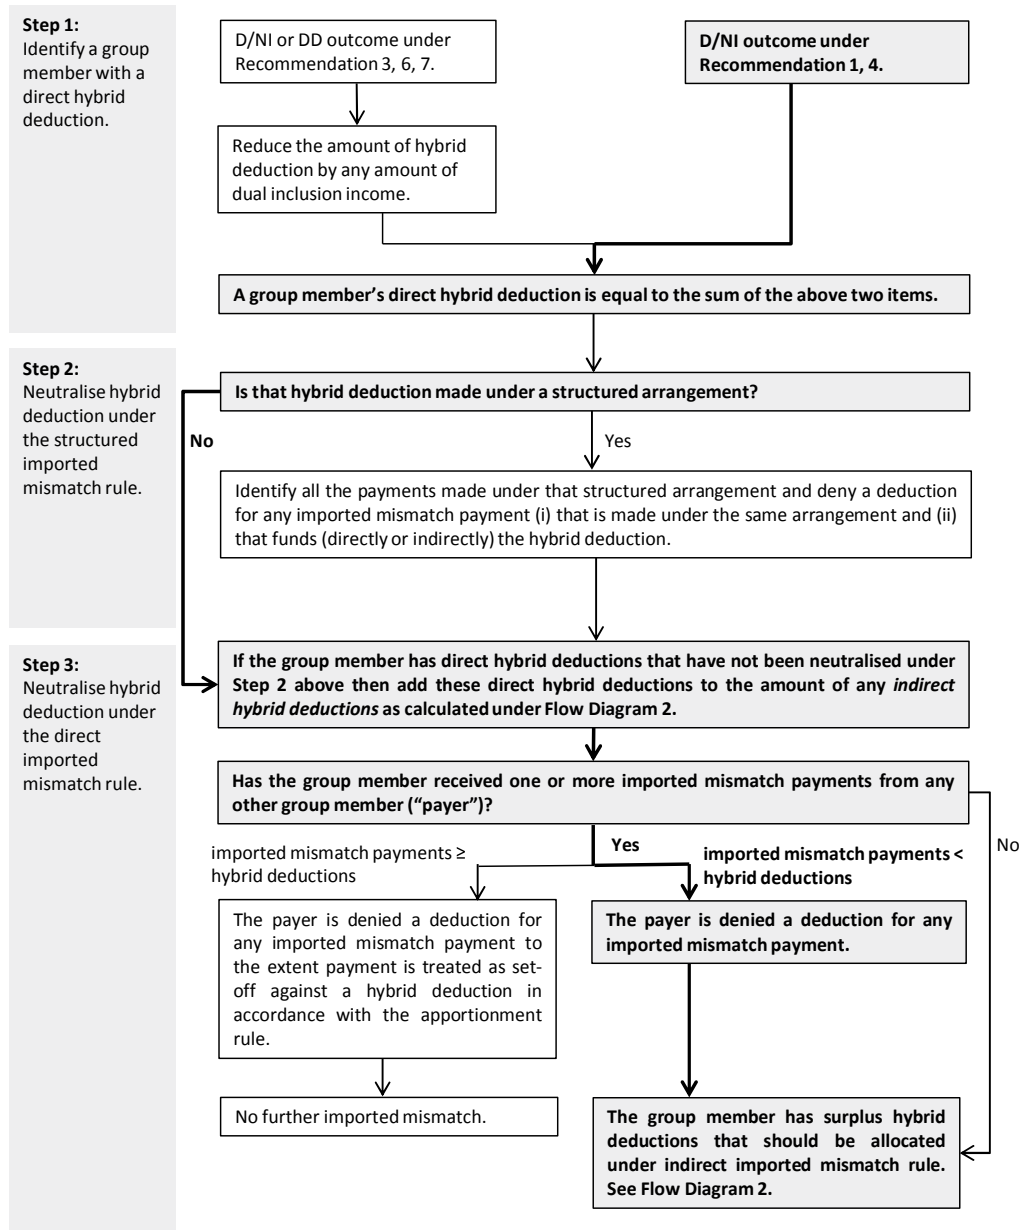 Step 1:
Identify a group
member with a
direct hybrid
deduction.
D/NI or DD outcome under
Recommendation 3, 6, 7.
D/NI outcome under
Recommendation 1, 4.
Reduce the amount of hybrid
deduction by any amount of
dual inclusion income.
A group member’s direct hybrid deduction is equal to the sum of the above two items.
Step 2:
Neutralise hybrid
deduction under
the structured
imported
mismatch rule.
Is that hybrid deduction made under a structured arrangement?
No
Yes
Identify all the payments made under that structured arrangement and deny a deduction
for any imported mismatch payment (i) that is made under the same arrangement and (ii)
that funds (directly or indirectly) the hybrid deduction.
Step 3:
Neutralise hybrid
deduction under
the direct
imported
mismatch rule.
If the group member has direct hybrid deductions that have not been neutralised under
Step 2 above then add these direct hybrid deductions to the amount of any indirect
hybrid deductions as calculated under Flow Diagram 2.
Has the group member received one or more imported mismatch payments from any
other group member (“payer”)?
Yes
No
imported mismatch payments ≥
hybrid deductions
imported mismatch payments <
hybrid deductions
The payer is denied a deduction for
any imported mismatch payment to
the extent payment is treated as set-
off against a hybrid deduction in
accordance with the apportionment
rule.
The payer is denied a deduction for any
imported mismatch payment.
No further imported mismatch.
The group member has surplus hybrid
deductions that should be allocated
under indirect imported mismatch rule.
See Flow Diagram 2.